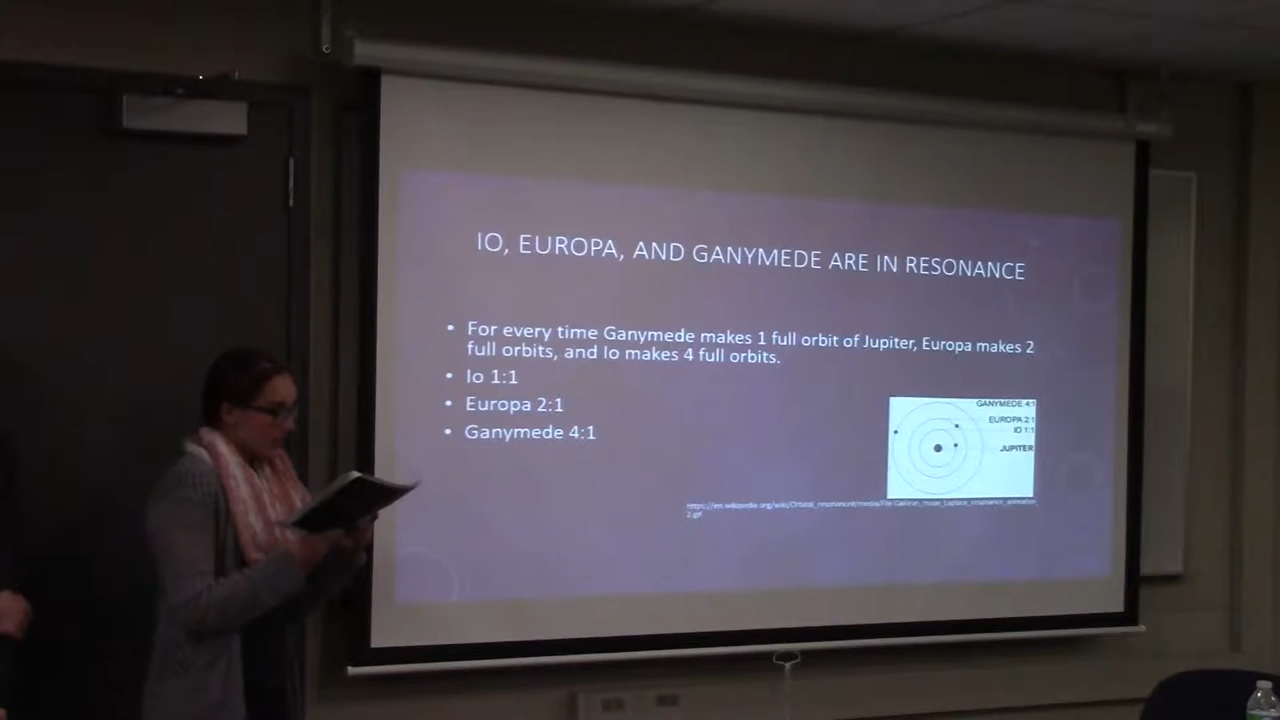 IO, EUROPA, AND GANYMEDE ARE IN RESONANCE
• For every time Ganymede makes 1 full orbit of Jupiter, Europa makes 2
full orbits, and Io makes 4 full orbits.
• Io 1:1
• Europa 2:1
• Ganymede 4:1
GANYMEDE 4:1
EUROPA 2:1
IO 1:1
JUPITER